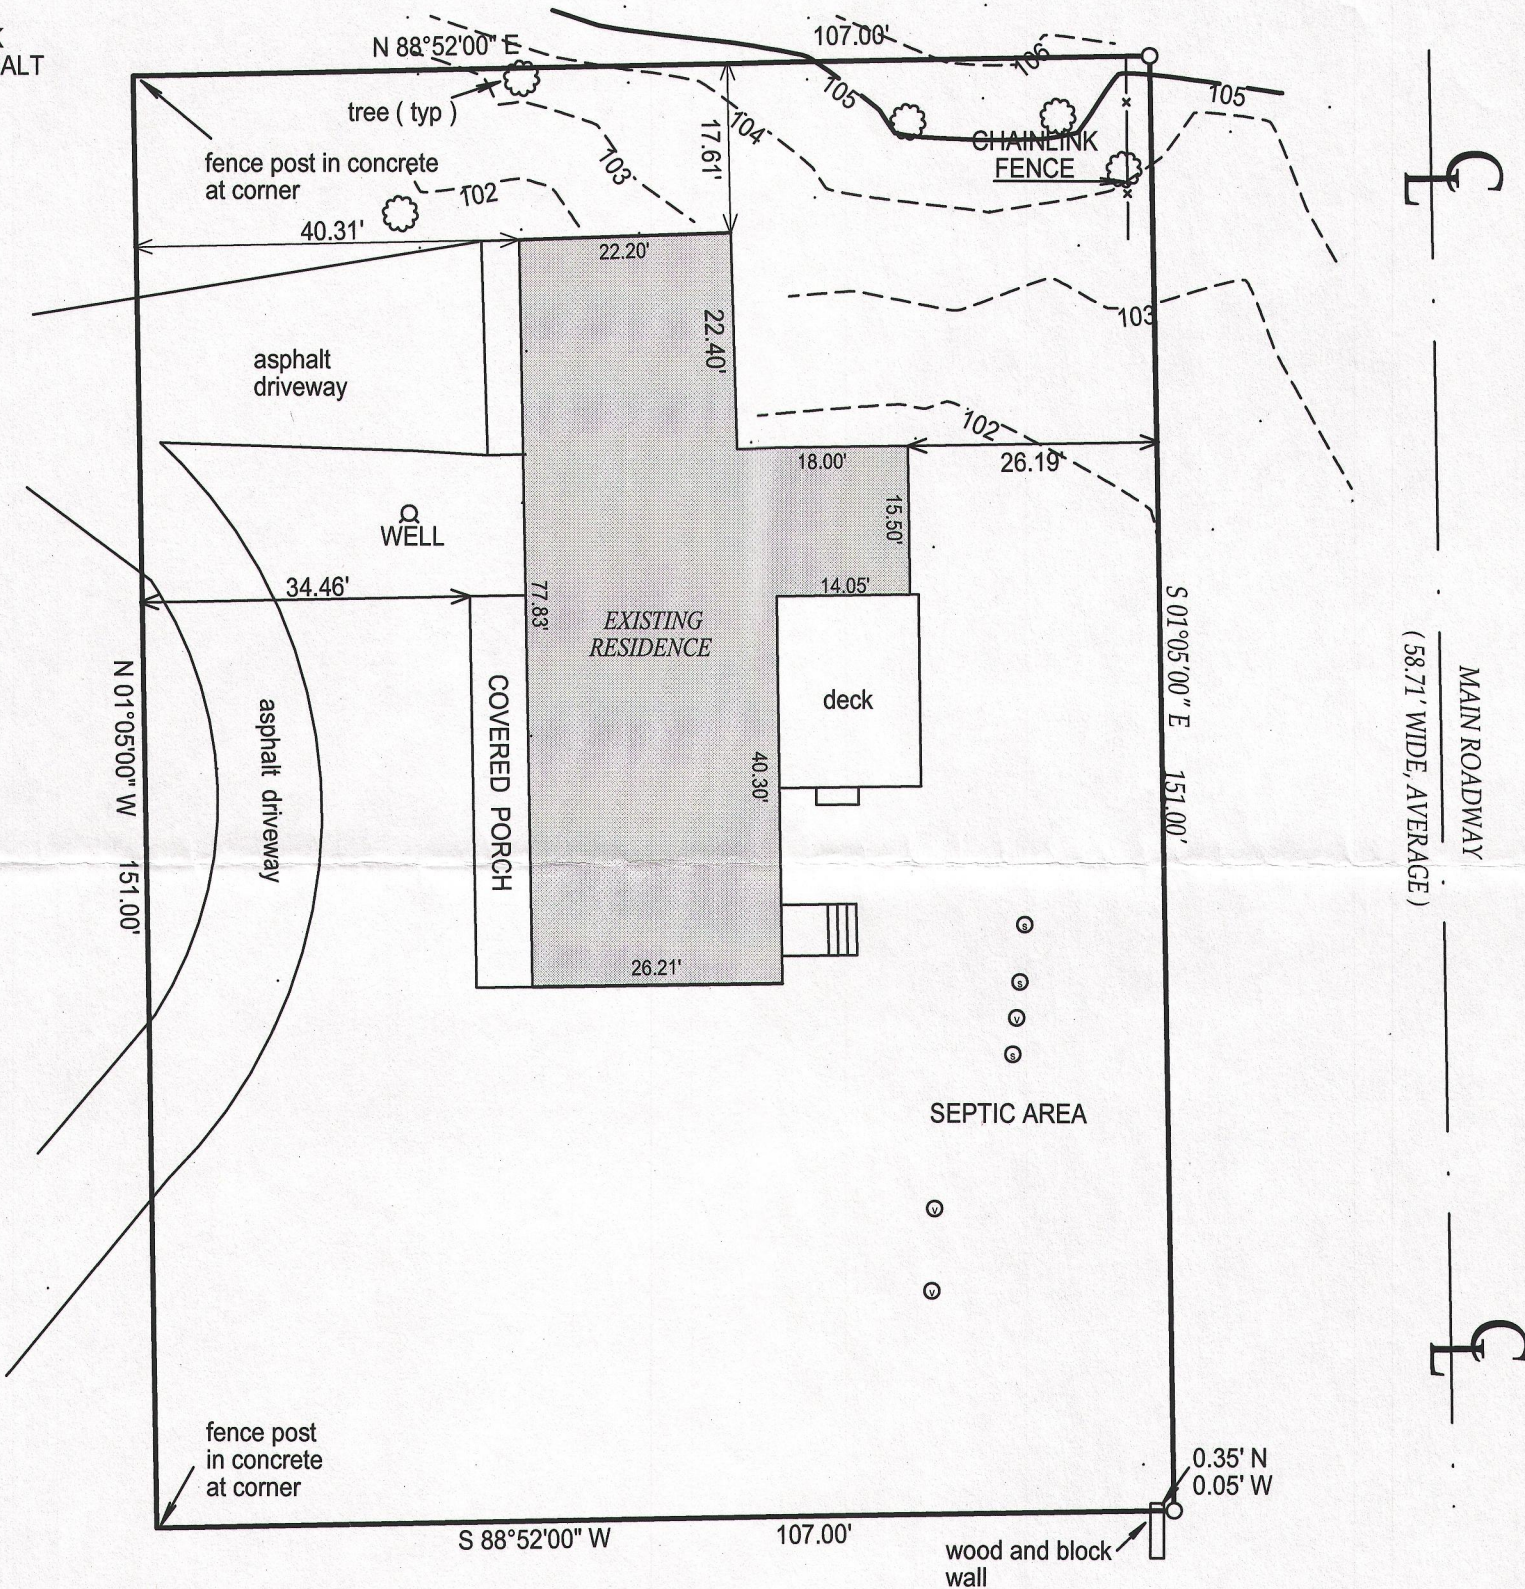 ALT
N 88°52'00" E
107.00'
106
105
105
tree ( typ )
104
17.61'
CHAINLINK
FENCE
fence post in concrete
at corner
103
102
40.31'
22.20'
103
22.40'
asphalt
driveway
102
18.00'
26.19'
15.50'
WELL
34.46'
14.05'
77.83'
EXISTING
RESIDENCE
S 01°05'00" E 151.00'
MAIN ROADWAY
( 58.71' WIDE, AVERAGE )
CL
N 01°05'00" W 151.00'
asphalt driveway
COVERED PORCH
deck
40.30'
26.21'
S
S
V
S
SEPTIC AREA
V
V
CL
fence post
in concrete
at corner
0.35' N
0.05' W
S 88°52'00" W
107.00'
wood and block
wall